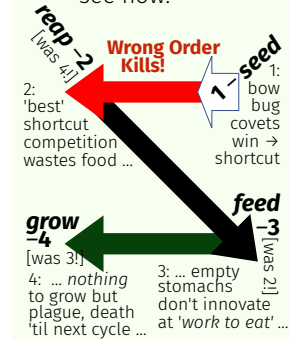 see now.
reap –2
[was 4!]
Wrong Order
Kills!
1 – seed
1:
bow
bug
covets
win →
shortcut
2:
'best'
shortcut
competition
wastes food ...
feed
–3
[was 2!]
grow
–4
[was 3!]
4: ... nothing
to grow but
plague, death
'til next cycle ...
3: ... empty
stomachs
don't innovate
at 'work to eat' ...